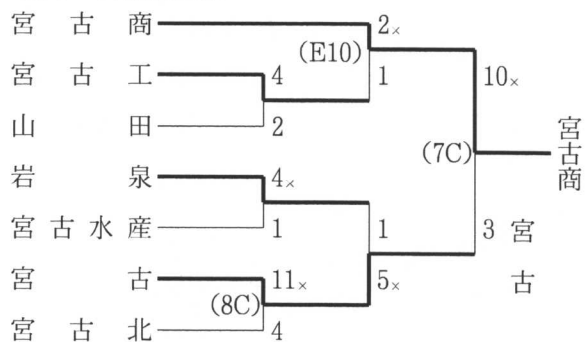 宮古商
宮古工
山田
岩泉
宮古水産
宮古
宮古北
2×
(E10)
4
1
2
10×
(7C)
宮古商
4×
1
1
3
宮古
11×
5×
(8C)
4